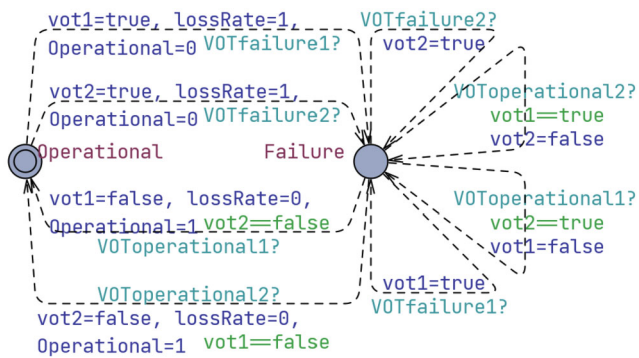 vot1=true, lossRate=1,
Operational=0 VOTfailure1?
vot2=true, lossRate=1,
Operational=0 VOTfailure2?
Operational
Failure
vot1=false, lossRate=0,
Operational=1 vot2==false
VOToperational1?
VOToperational2?
vot2=false, lossRate=0,
Operational=1 vot1==false
VOTfailure2?
vot2=true
VOToperational2?
vot1==true
vot2=false
VOToperational1?
vot2==true
vot1=false
vot1=true
VOTfailure1?